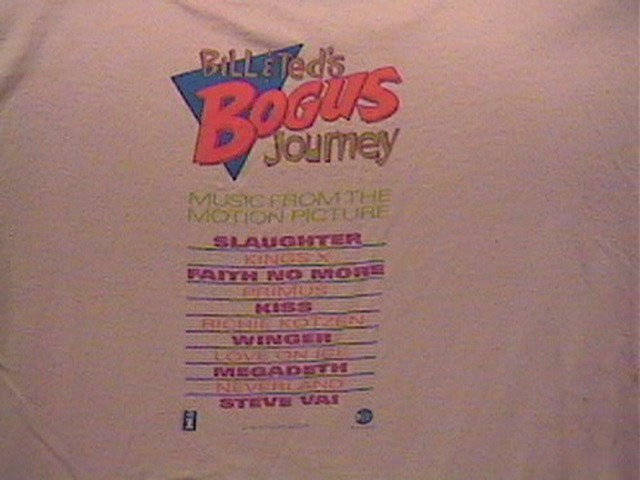 BiLL & Ted's
BOGUS
Journey
MUSIC FROM THE
MOTION PICTURE
SLAUGHTER
KINGS X
FAITH NO MORE
PRIMUS
KISS
RICHIE KOTZEN
WINGER
LOVE ON ICE
MEGADETH
NEVERLAND
STEVE VAI